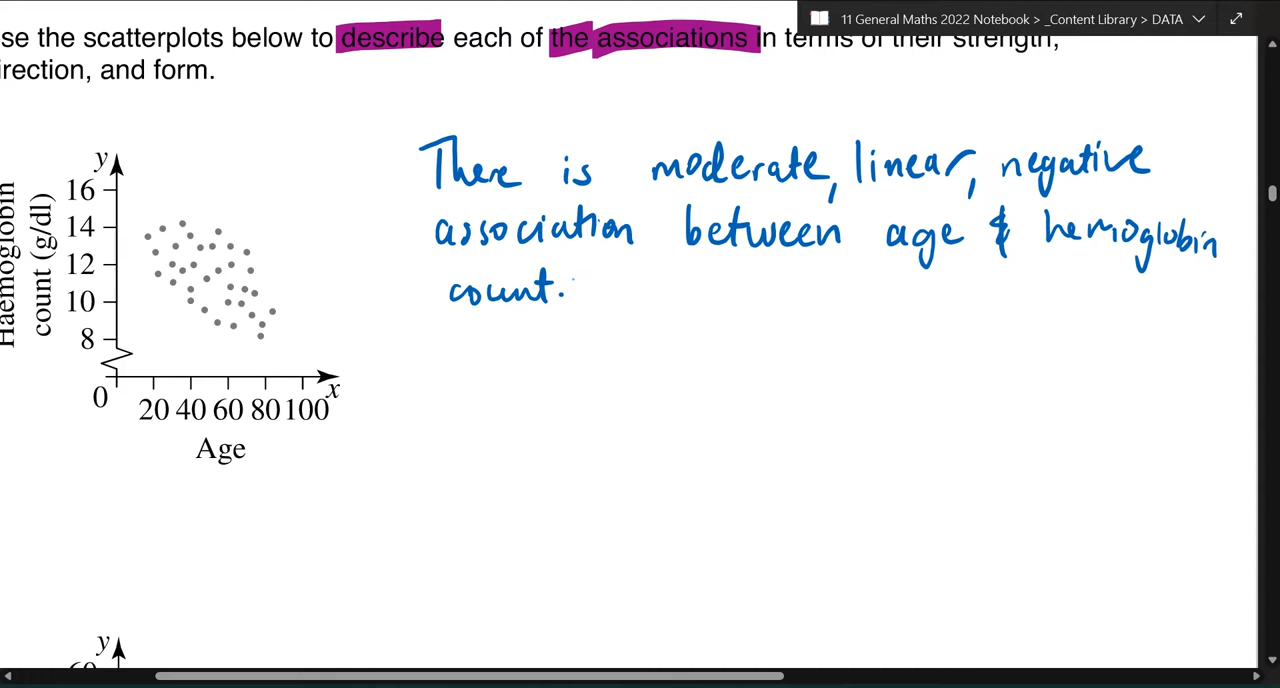 11 General Maths 2022 Notebook > _Content Library > DATA
se the scatterplots below to describe each of the associations in terms of their strength,
irection, and form.
There is moderate, linear, negative
association between age & hemoglobin
count.
Haemoglobin
count (g/dl)
y
16
14
12
10
8
0
20 40 60 80 100
x
Age
y
60